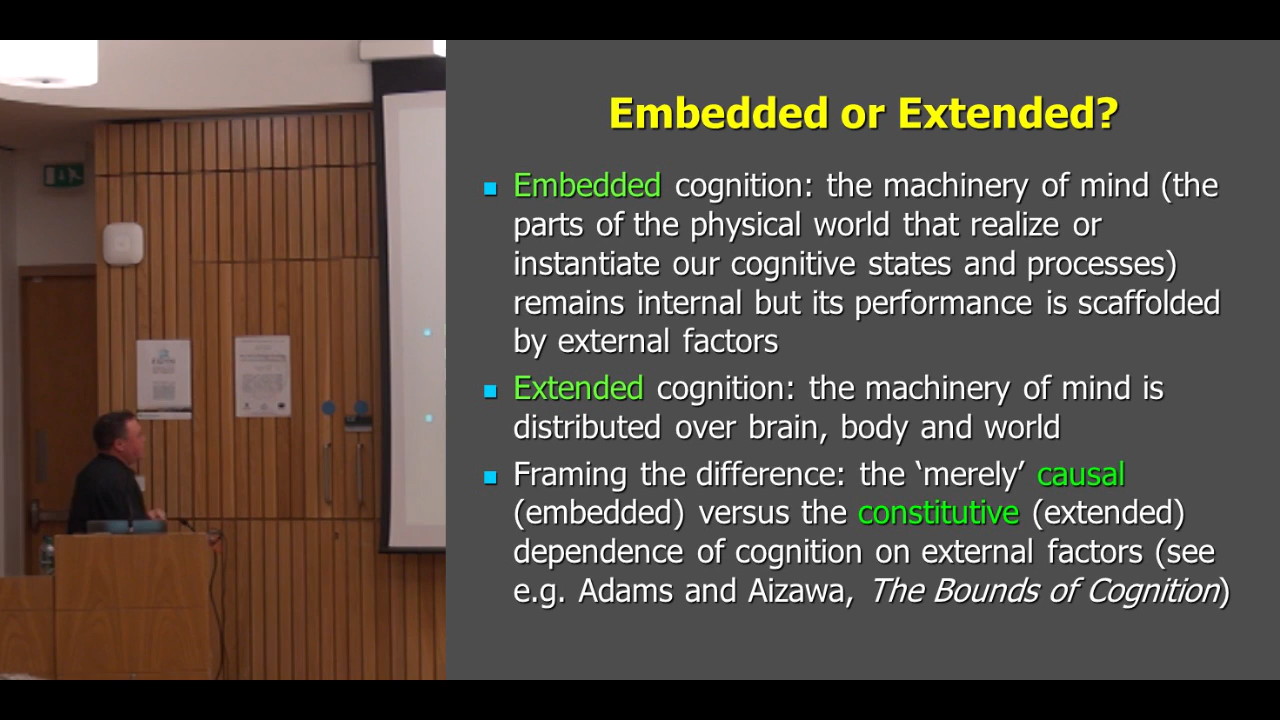 Embedded or Extended?
Embedded cognition: the machinery of mind (the
parts of the physical world that realize or
instantiate our cognitive states and processes)
remains internal but its performance is scaffolded
by external factors
Extended cognition: the machinery of mind is
distributed over brain, body and world
Framing the difference: the ‘merely’ causal
(embedded) versus the constitutive (extended)
dependence of cognition on external factors (see
e.g. Adams and Aizawa, The Bounds of Cognition)